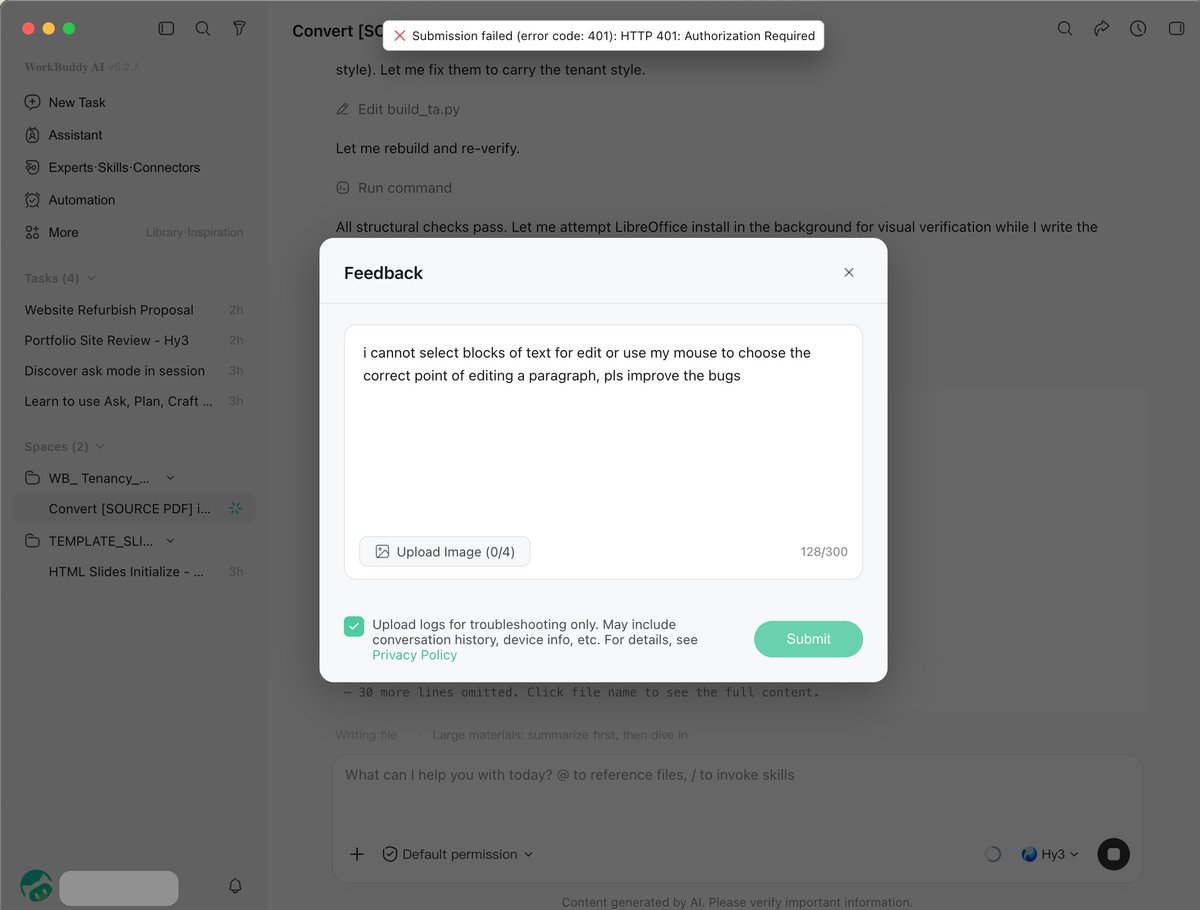 Convert [SC
Submission failed (error code: 401): HTTP 401: Authorization Required
WorkBuddy AI v5.2.7
New Task
Assistant
Experts·Skills·Connectors
Automation
More Library·Inspiration
Tasks (4)
Website Refurbish Proposal 2h
Portfolio Site Review - Hy3 2h
Discover ask mode in session 3h
Learn to use Ask, Plan, Craft ... 3h
Spaces (2)
WB_ Tenancy_...
Convert [SOURCE PDF] i...
TEMPLATE_SLI...
HTML Slides Initialize - ... 3h
style). Let me fix them to carry the tenant style.
Edit build_ta.py
Let me rebuild and re-verify.
Run command
All structural checks pass. Let me attempt LibreOffice install in the background for visual verification while I write the
Feedback
i cannot select blocks of text for edit or use my mouse to choose the
correct point of editing a paragraph, pls improve the bugs
Upload Image (0/4)
128/300
Upload logs for troubleshooting only. May include
conversation history, device info, etc. For details, see
Privacy Policy
Submit
⋯ 30 more lines omitted. Click file name to see the full content.
Writing file · Large materials: summarize first, then dive in
What can I help you with today? @ to reference files, / to invoke skills
Default permission
Hy3
Content generated by AI. Please verify important information.